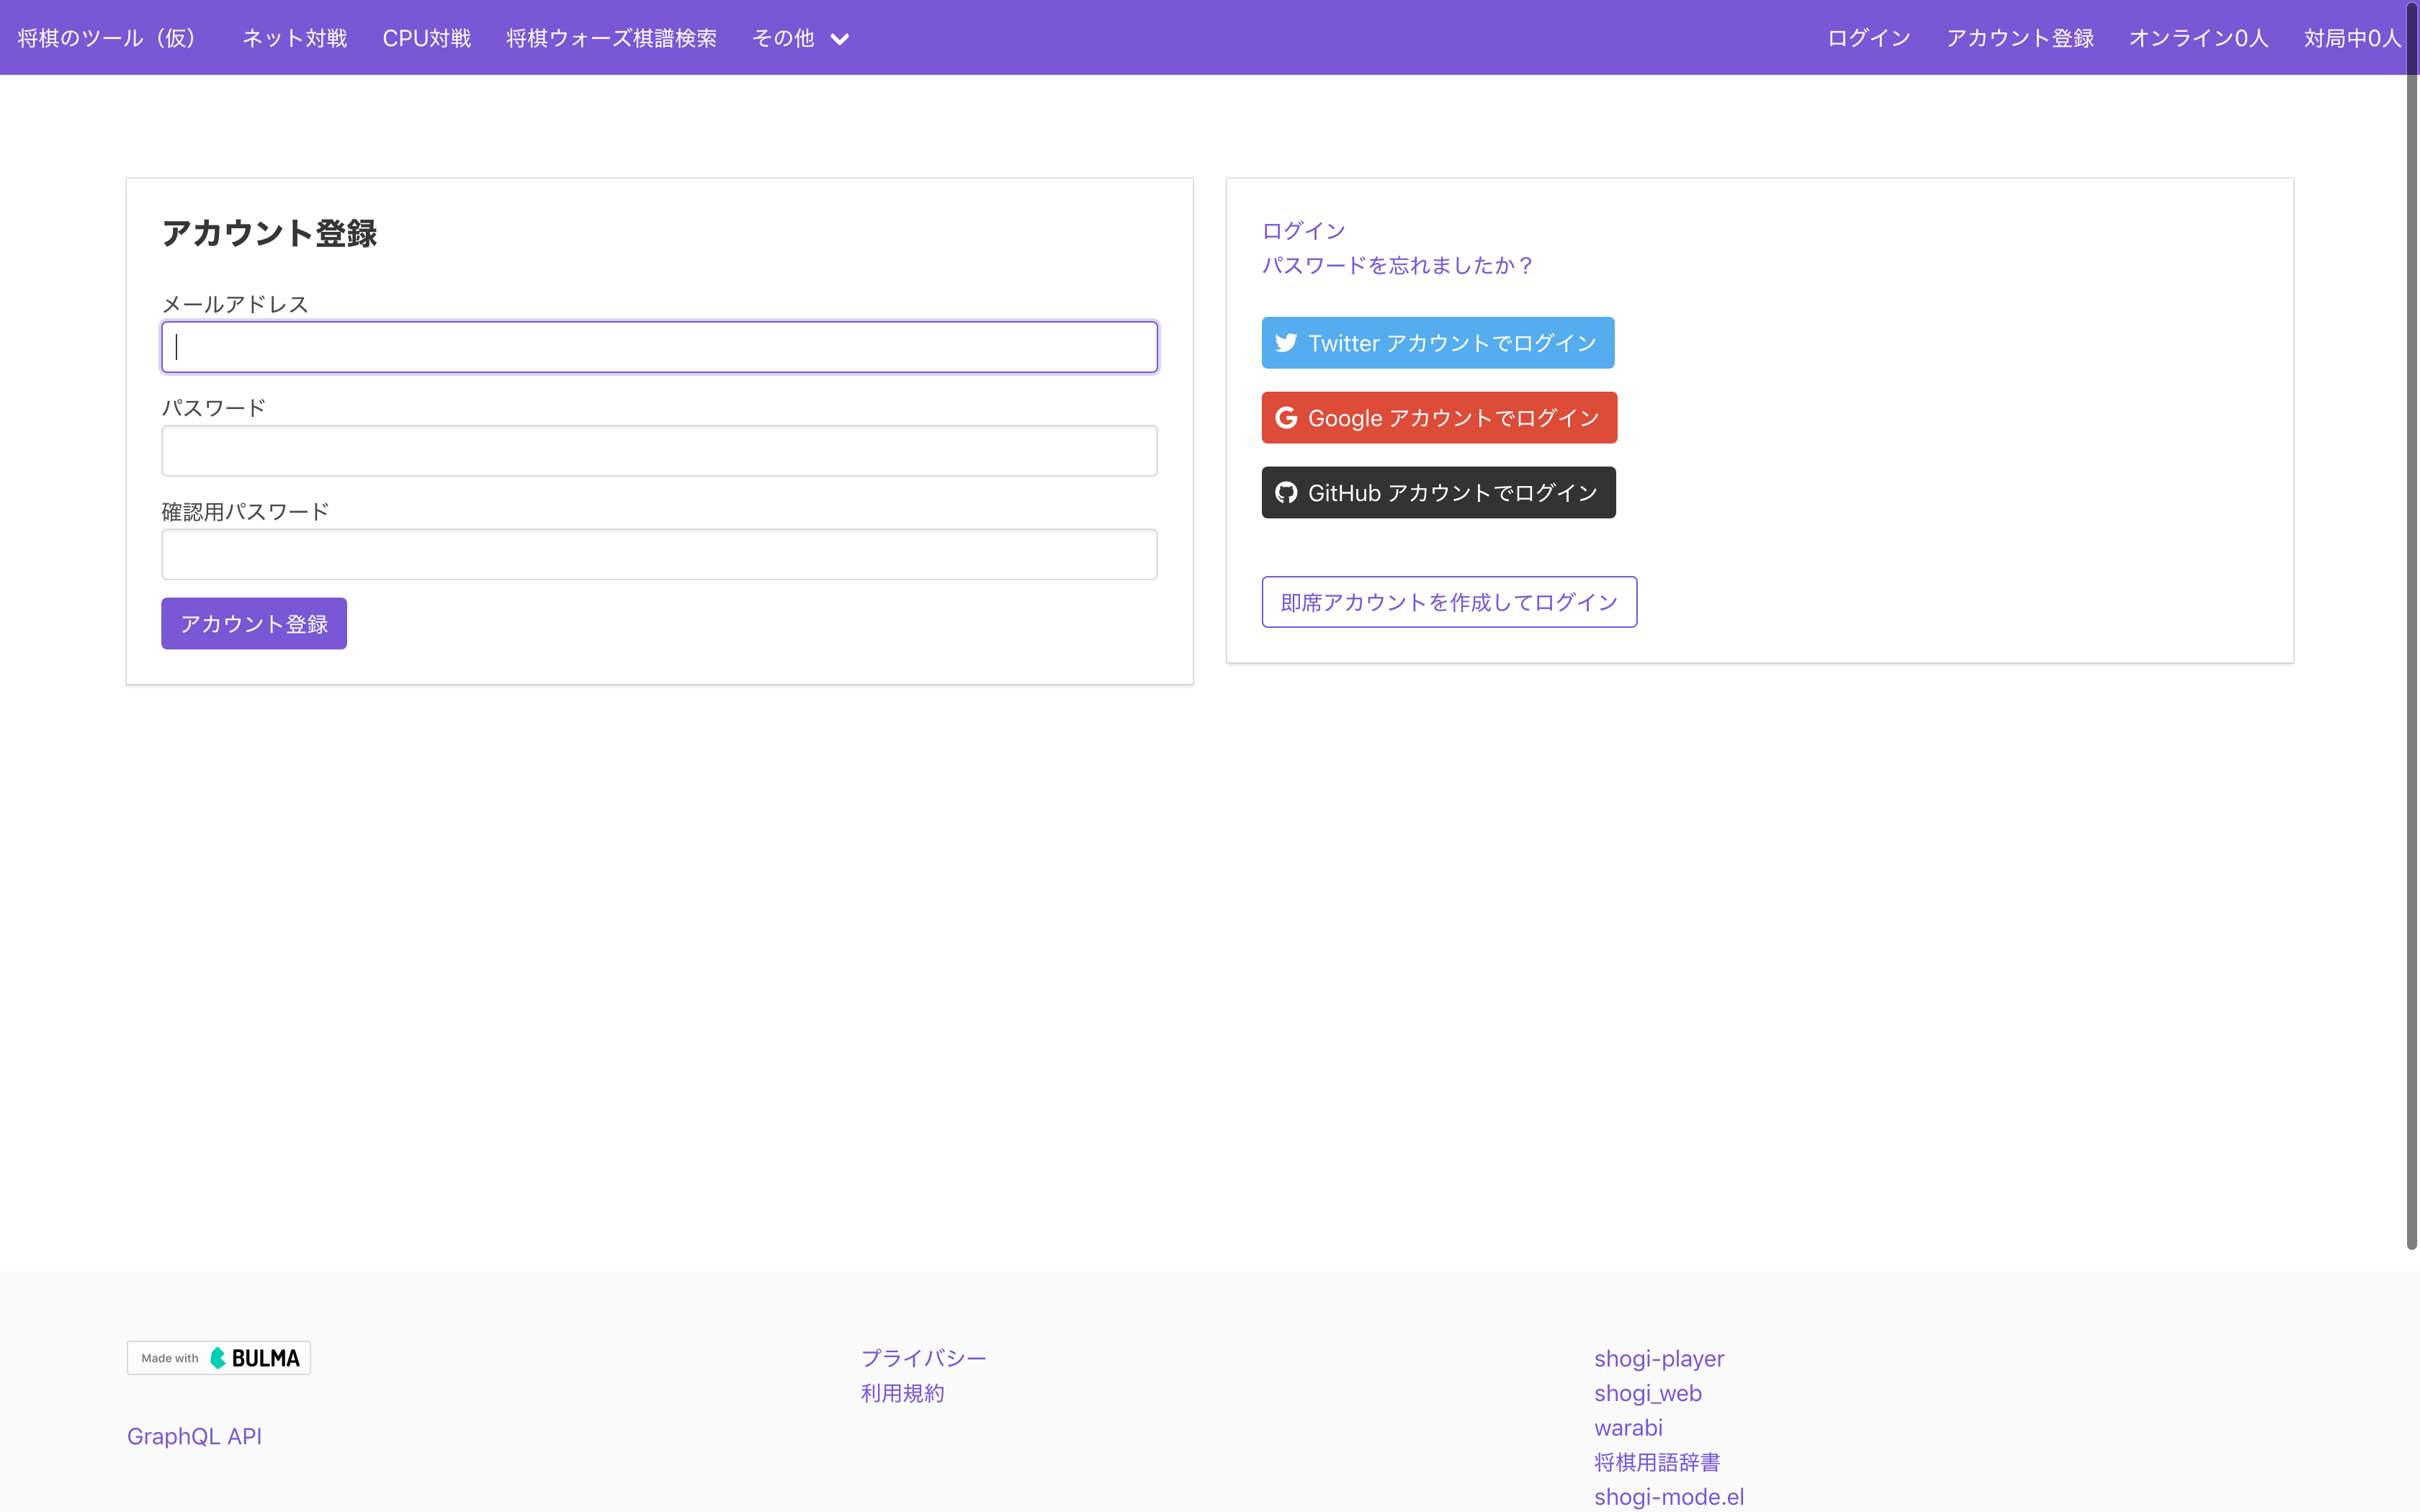 将棋のツール（仮） ネット対戦 CPU対戦 将棋ウォーズ棋譜検索 その他 ログイン アカウント登録 オンライン0人 対局中0人
アカウント登録
メールアドレス
パスワード
確認用パスワード
アカウント登録
ログイン
パスワードを忘れましたか？
Twitter アカウントでログイン
Google アカウントでログイン
GitHub アカウントでログイン
即席アカウントを作成してログイン
Made with BULMA
GraphQL API
プライバシー
利用規約
shogi-player
shogi_web
warabi
将棋用語辞書
shogi-mode.el